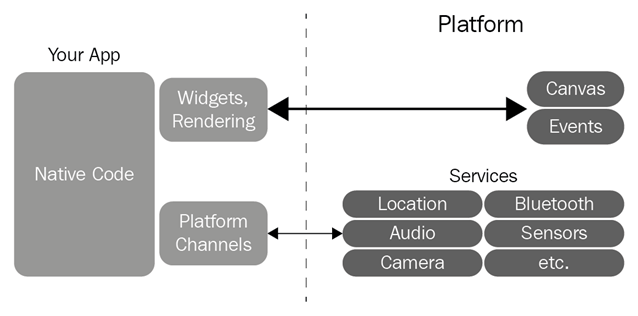 Platform
Your App
Native Code
Widgets,
Rendering
Canvas
Events
Platform
Channels
Services
Location
Bluetooth
Audio
Sensors
Camera
etc.